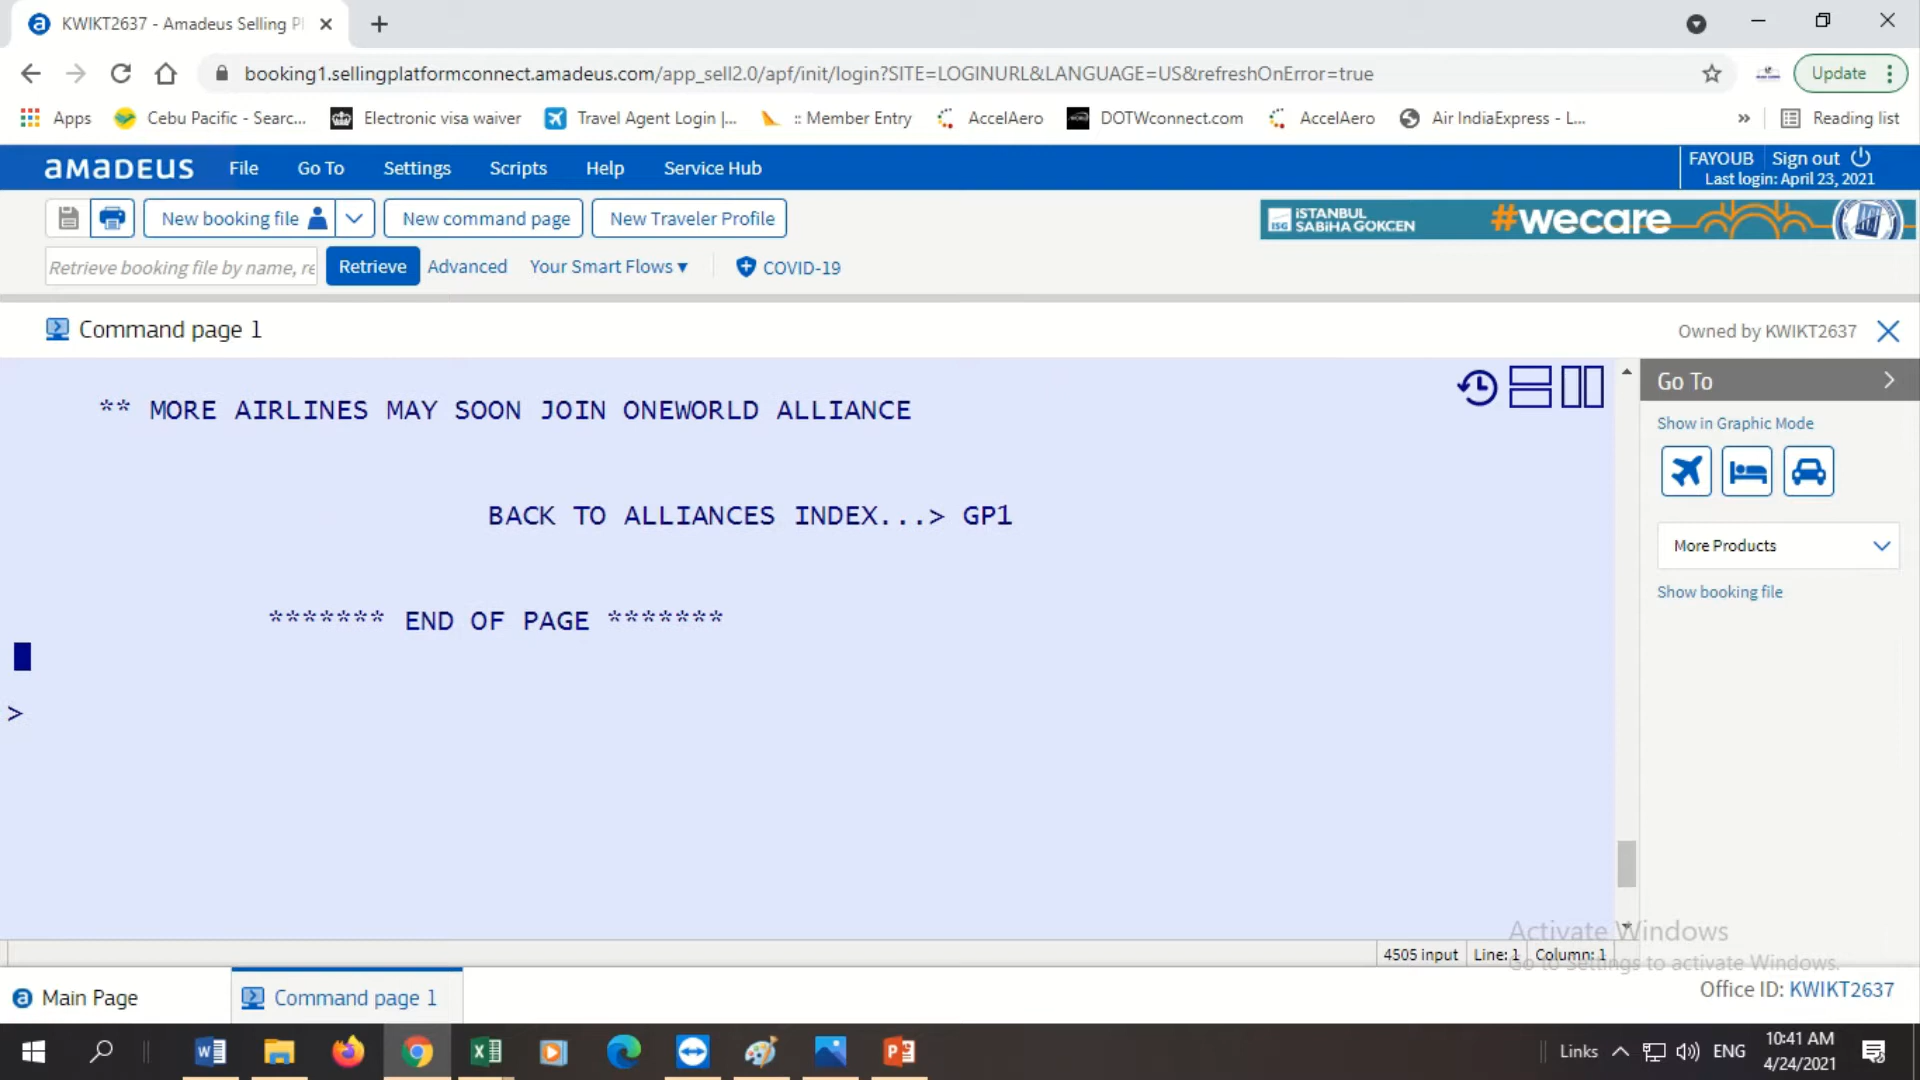 KWIKT2637 - Amadeus Selling Pl
booking1.sellingplatformconnect.amadeus.com/app_sell2.0/apf/init/login?SITE=LOGINURL&LANGUAGE=US&refreshOnError=true
Update
Apps
Cebu Pacific - Searc...
Electronic visa waiver
Travel Agent Login |...
:: Member Entry
AccelAero
DOTWconnect.com
AccelAero
Air IndiaExpress - L...
»
Reading list
amadeus
File
Go To
Settings
Scripts
Help
Service Hub
FAYOUB
Sign out
Last login: April 23, 2021
New booking file
New command page
New Traveler Profile
ISG
iSTANBUL
SABiHA GOKCEN
#wecare
Retrieve booking file by name, re
Retrieve
Advanced
Your Smart Flows
COVID-19
Command page 1
Owned by KWIKT2637
** MORE AIRLINES MAY SOON JOIN ONEWORLD ALLIANCE
BACK TO ALLIANCES INDEX...> GP1
******* END OF PAGE *******
>
Go To
Show in Graphic Mode
More Products
Show booking file
Activate Windows
Go to Settings to activate Windows.
4505 input
Line: 1
Column: 1
Main Page
Command page 1
Office ID: KWIKT2637
Links
ENG
10:41 AM
4/24/2021